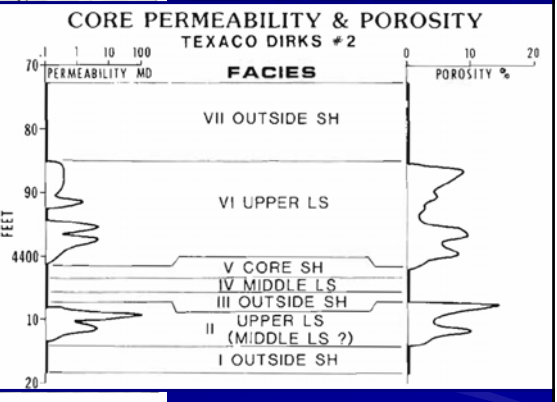 CORE PERMEABILITY & POROSITY
TEXACO DIRKS #2
.1 1 10 100
0 10 20
70
PERMEABILITY MD
FACIES
POROSITY %
VII OUTSIDE SH
80
90
VI UPPER LS
FEET
4400
V CORE SH
IV MIDDLE LS
III OUTSIDE SH
10
II UPPER LS
(MIDDLE LS ?)
I OUTSIDE SH
20